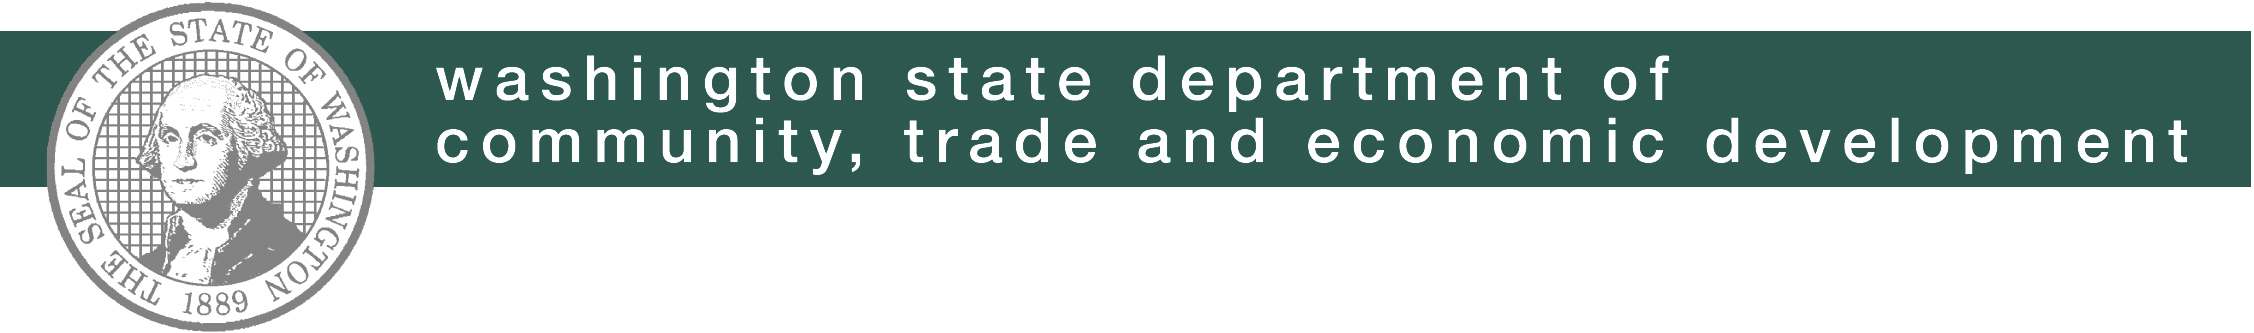 THE SEAL OF THE STATE OF WASHINGTON
1889
washington state department of
community, trade and economic development